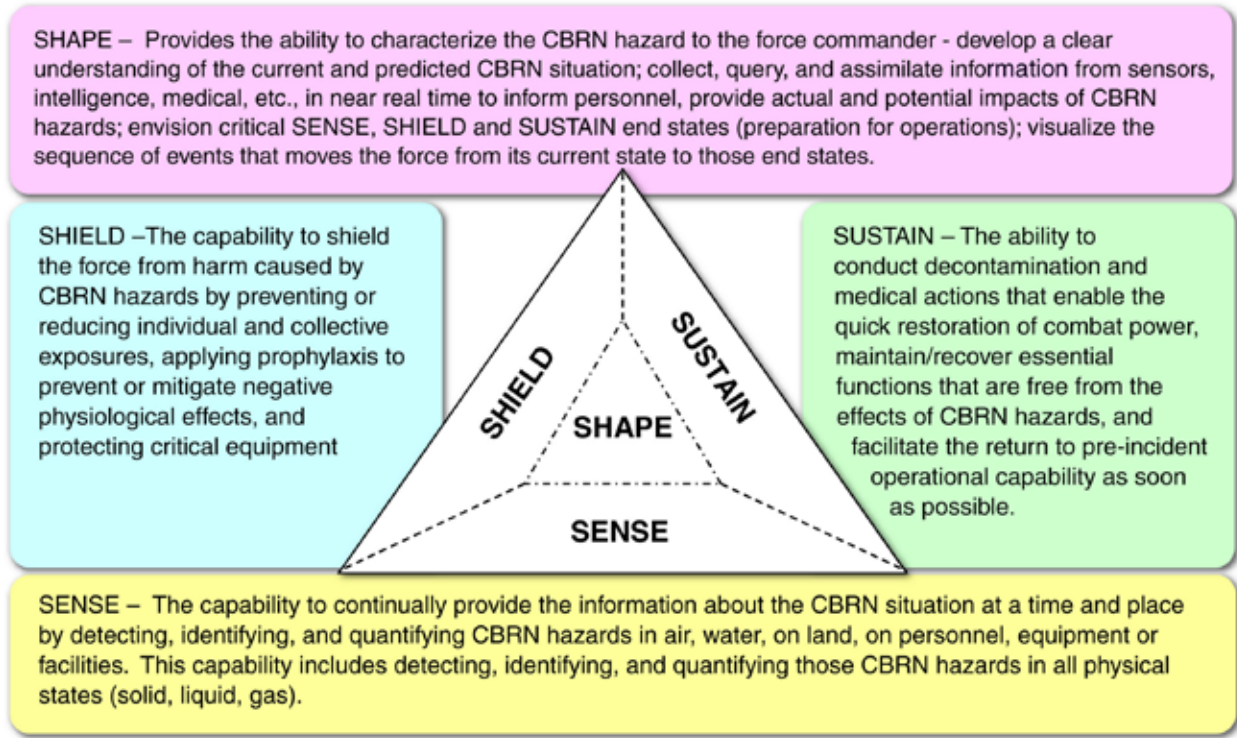 SHAPE – Provides the ability to characterize the CBRN hazard to the force commander - develop a clear
understanding of the current and predicted CBRN situation; collect, query, and assimilate information from sensors,
intelligence, medical, etc., in near real time to inform personnel, provide actual and potential impacts of CBRN
hazards; envision critical SENSE, SHIELD and SUSTAIN end states (preparation for operations); visualize the
sequence of events that moves the force from its current state to those end states.
SHIELD –The capability to shield
the force from harm caused by
CBRN hazards by preventing or
reducing individual and collective
exposures, applying prophylaxis to
prevent or mitigate negative
physiological effects, and
protecting critical equipment
SHIELD
SUSTAIN
SHAPE
SENSE
SUSTAIN – The ability to
conduct decontamination and
medical actions that enable the
quick restoration of combat power,
maintain/recover essential
functions that are free from the
effects of CBRN hazards, and
facilitate the return to pre-incident
operational capability as soon
as possible.
SENSE – The capability to continually provide the information about the CBRN situation at a time and place
by detecting, identifying, and quantifying CBRN hazards in air, water, on land, on personnel, equipment or
facilities. This capability includes detecting, identifying, and quantifying those CBRN hazards in all physical
states (solid, liquid, gas).